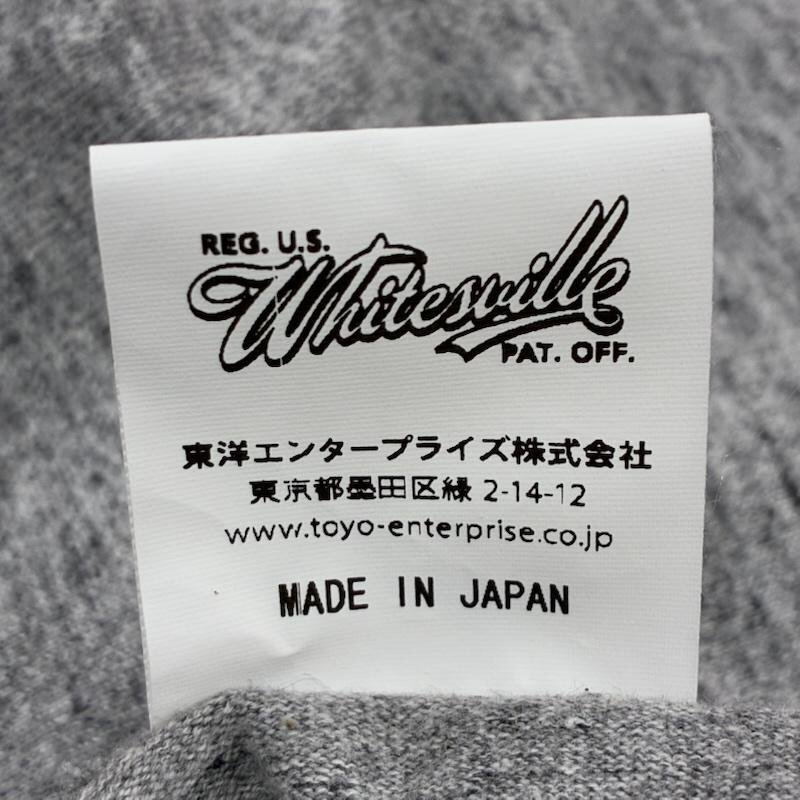 REG. U.S.
Whitesville
PAT. OFF.
東洋エンタープライズ株式会社
東京都墨田区緑 2-14-12
www.toyo-enterprise.co.jp
MADE IN JAPAN